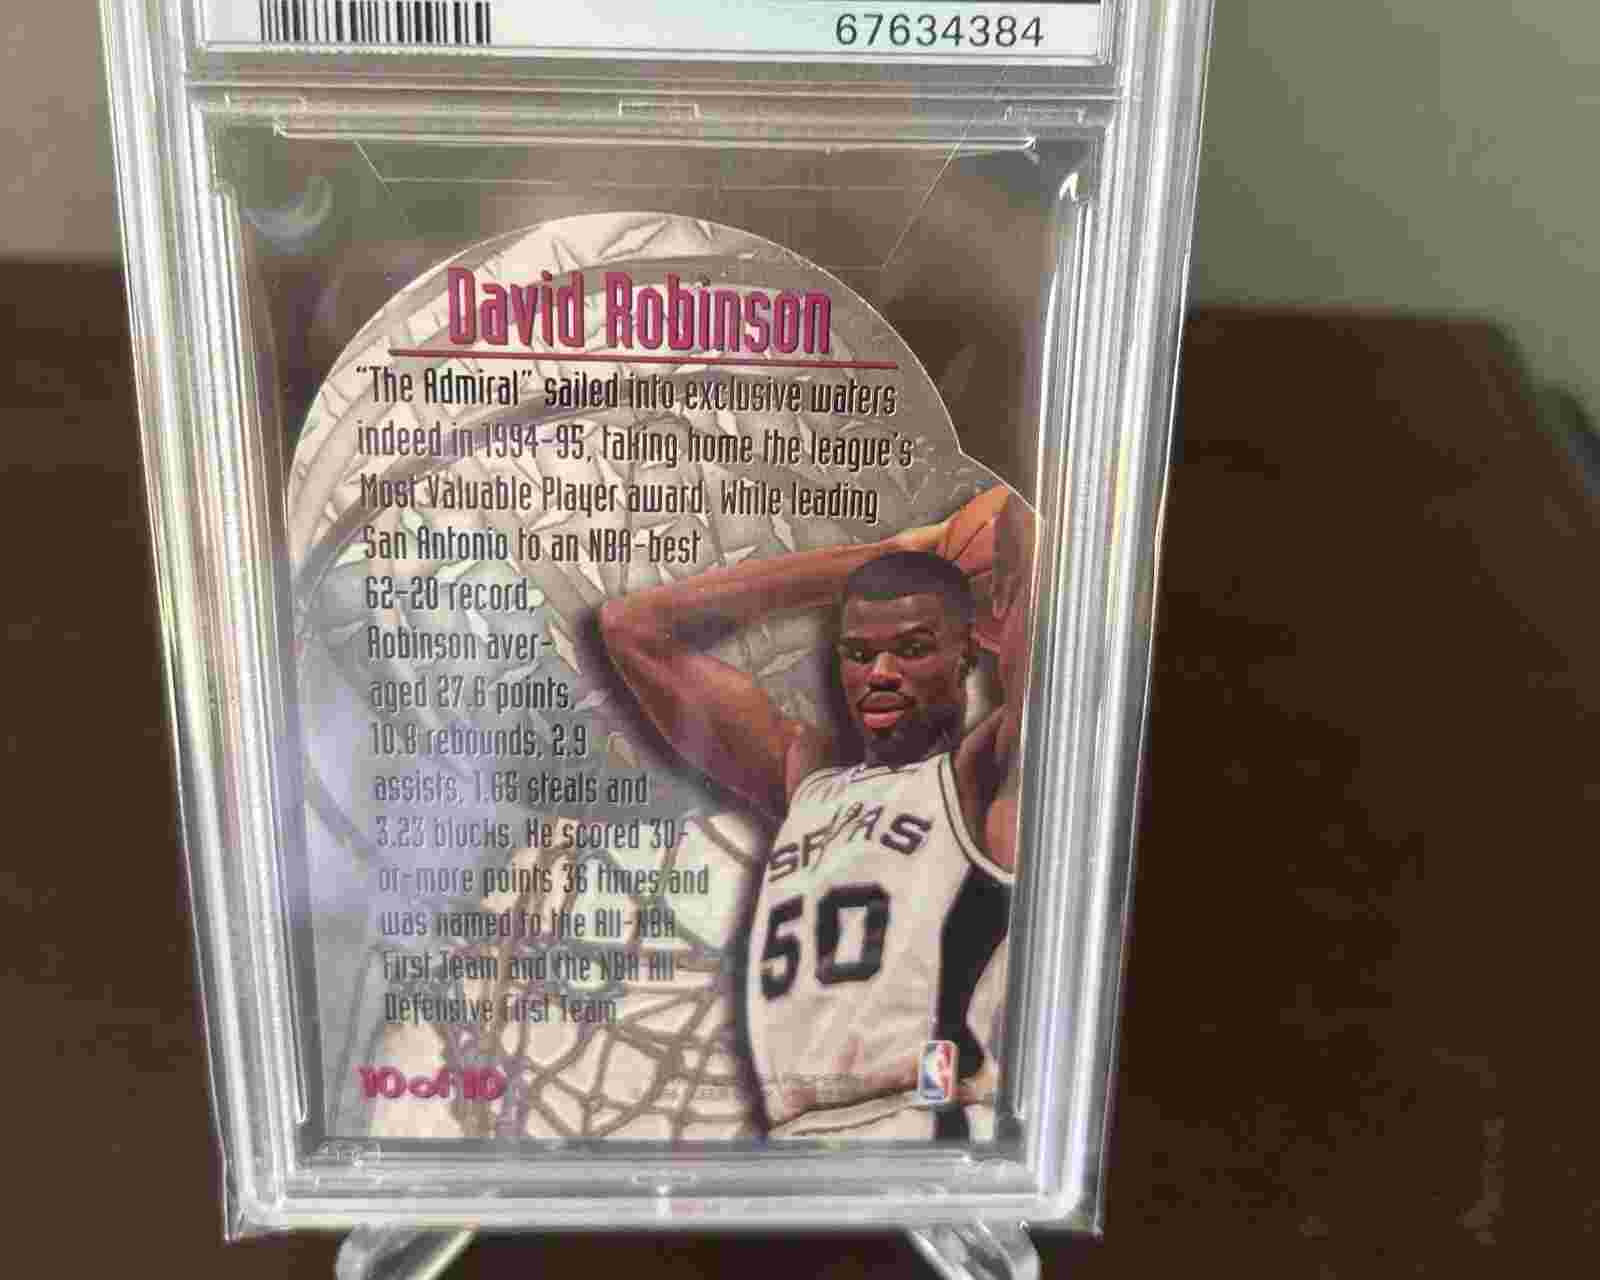 67634384
David Robinson
"The Admiral" sailed into exclusive waters
indeed in 1994-95, taking home the league's
Most Valuable Player award. While leading
San Antonio to an NBA-best
62-20 record,
Robinson aver-
aged 27.6 points,
10.8 rebounds, 2.9
assists, 1.65 steals and
3.23 blocks. He scored 30-
or-more points 36 times and
was named to the All-NBA
First Team and the NBA All-
Defensive First Team.
SPURS
50
10 of 10